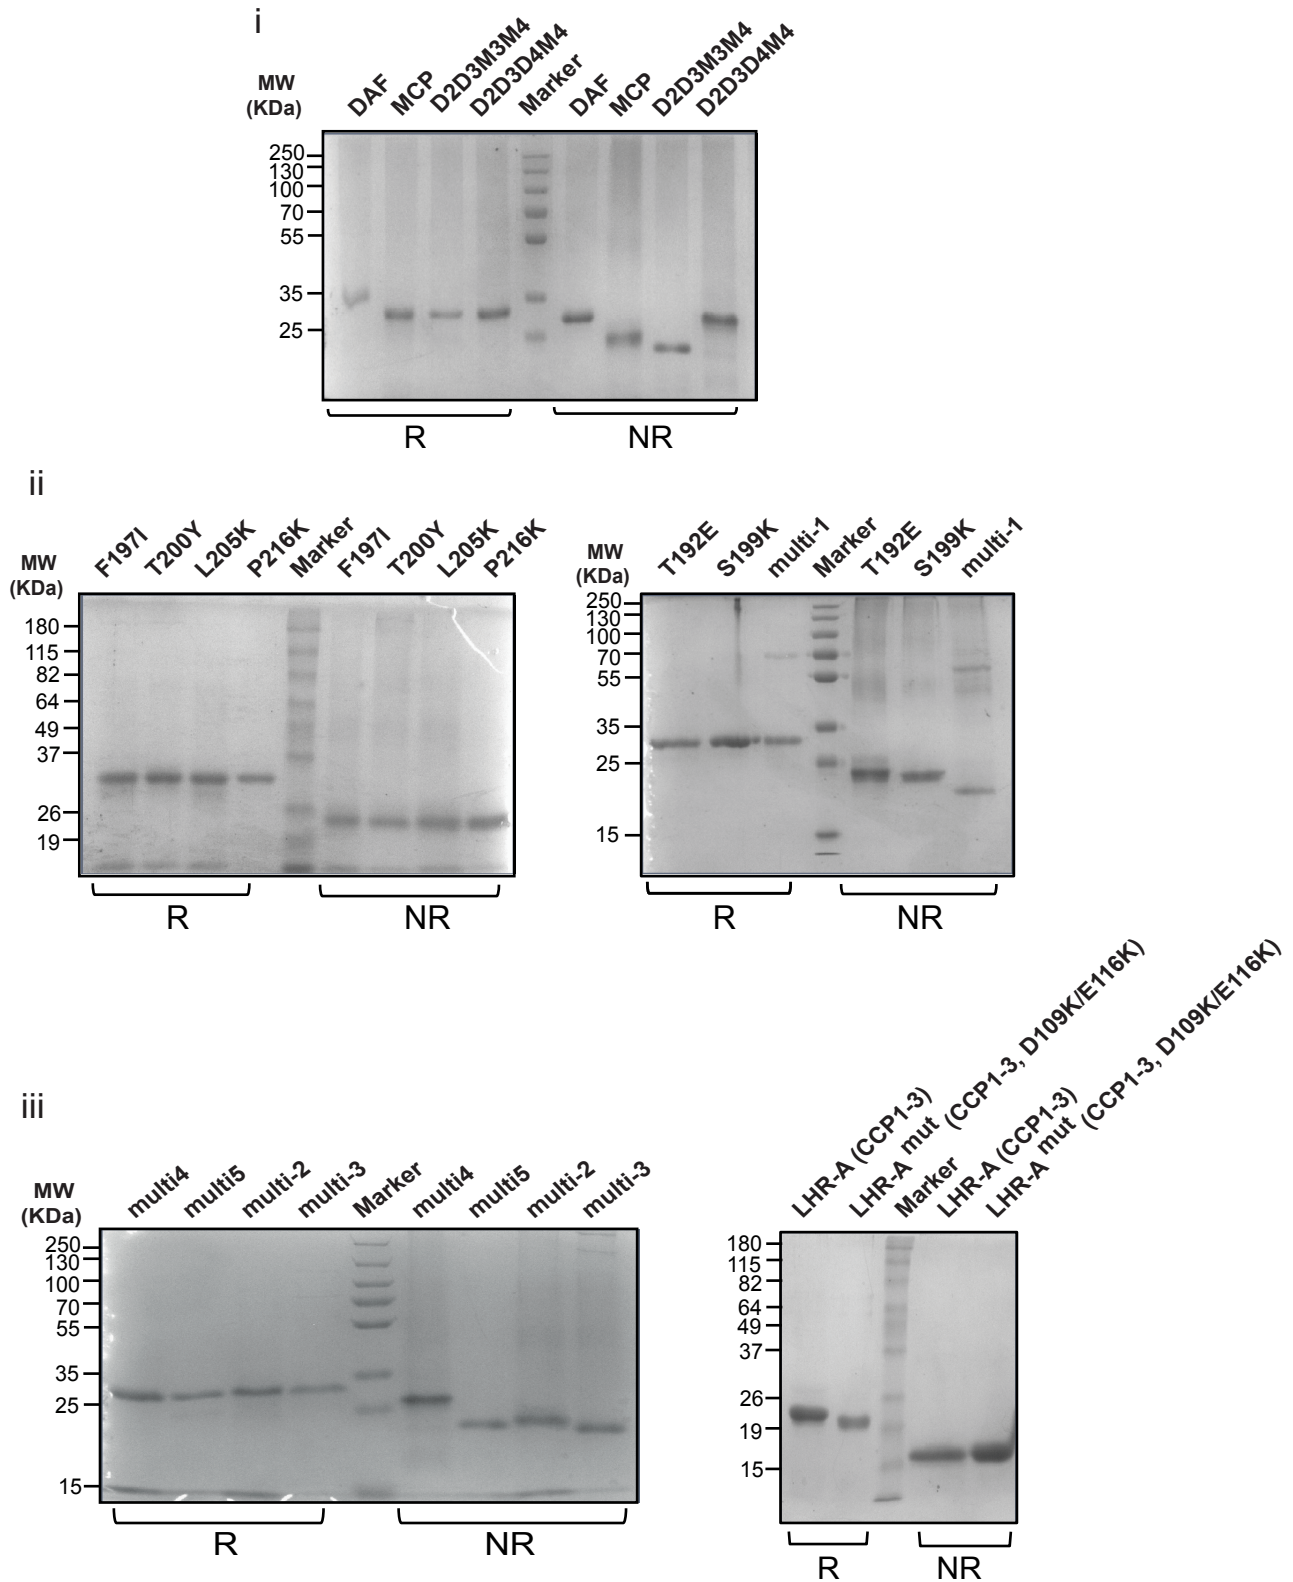 i
MW
(KDa)
DAF MCP D2D3M3M4 D2D3D4M4 Marker DAF MCP D2D3M3M4 D2D3D4M4
250
130
100
70
55
35
25
R NR
ii
MW
(KDa)
F197I T200Y L205K P216K Marker F197I T200Y L205K P216K
180
115
82
64
49
37
26
19
R NR
MW
(KDa)
T192E S199K multi-1 Marker T192E S199K multi-1
250
130
100
70
55
35
25
15
R NR
iii
MW
(KDa)
multi4 multi5 multi-2 multi-3 Marker multi4 multi5 multi-2 multi-3
250
130
100
70
55
35
25
15
R NR
LHR-A (CCP1-3)
LHR-A mut (CCP1-3, D109K/E116K)
Marker
LHR-A (CCP1-3)
LHR-A mut (CCP1-3, D109K/E116K)
180
115
82
64
49
37
26
19
15
R NR